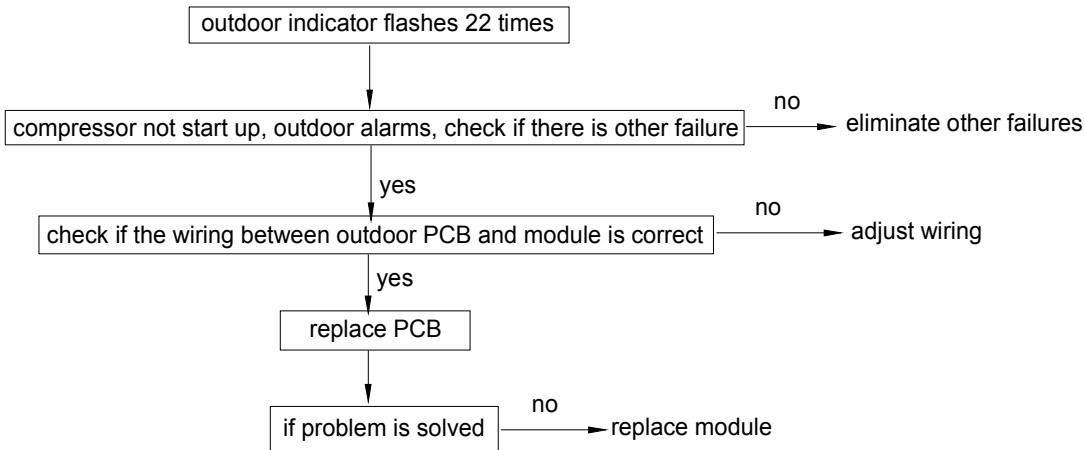 outdoor indicator flashes 22 times
no
compressor not start up, outdoor alarms, check if there is other failure
eliminate other failures
yes
no
check if the wiring between outdoor PCB and module is correct
adjust wiring
yes
replace PCB
no
if problem is solved
replace module